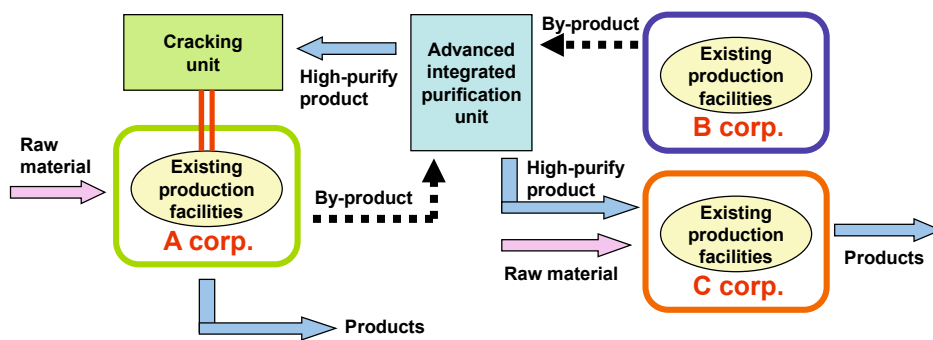 Cracking
unit
High-purify
product
Advanced
integrated
purification
unit
By-product
Existing
production
facilities
B corp.
Raw
material
Existing
production
facilities
A corp.
By-product
High-purify
product
Raw material
Existing
production
facilities
C corp.
Products
Products